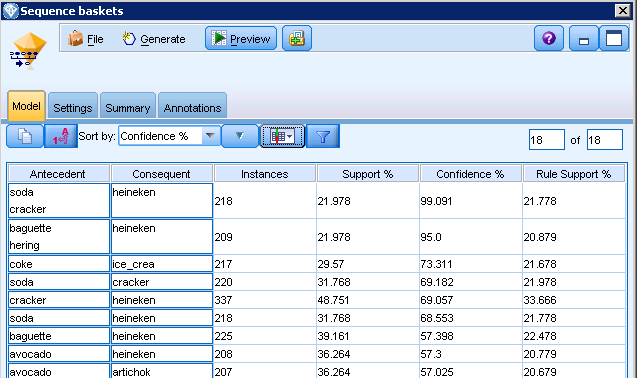 Sequence baskets
File Generate Preview
Model Settings Summary Annotations
Sort by: Confidence % 18 of 18
Antecedent Consequent Instances Support % Confidence % Rule Support %
soda heineken 218 21.978 99.091 21.778
cracker
baguette heineken 209 21.978 95.0 20.879
hering
coke ice_crea 217 29.57 73.311 21.678
soda cracker 220 31.768 69.182 21.978
cracker heineken 337 48.751 69.057 33.666
soda heineken 218 31.768 68.553 21.778
baguette heineken 225 39.161 57.398 22.478
avocado heineken 208 36.264 57.3 20.779
avocado artichok 207 36.264 57.025 20.679